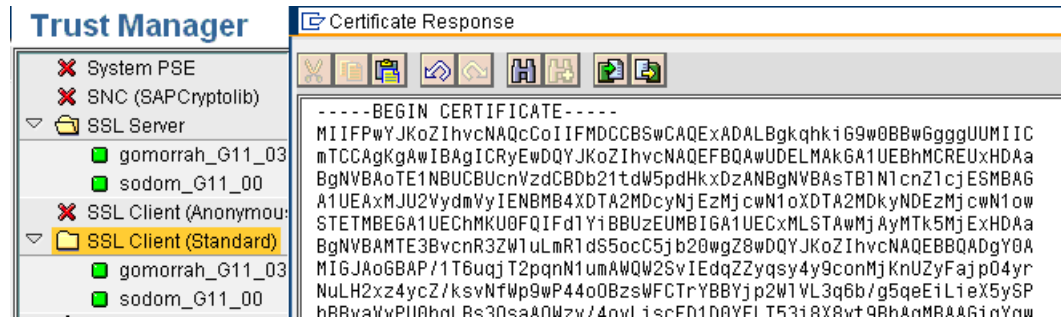 Trust Manager
Certificate Response
System PSE
SNC (SAPCryptolib)
SSL Server
gomorrah_G11_03
sodom_G11_00
SSL Client (Anonymou
SSL Client (Standard)
gomorrah_G11_03
sodom_G11_00
-----BEGIN CERTIFICATE-----
MIIFPwYJKoZIhvcNAQcCoIIFMDCCBSwCAQExADALBgkqhkiG9w0BBwGgggUUMIIC
mTCCAgKgAwIBAgICRyEwDQYJKoZIhvcNAQEFBQAwUDELMAkGA1UEBhMCREUxHDAa
BgNVBAoTE1NBUCBUcnVzdCBDb21tdW5pdHkxDzANBgNVBAsTBlNlcnZlcjESMBAG
A1UEAxMJU2VydmVyIENBMB4XDTA2MDcyNjEzMjcwN1oXDTA2MDkyNDEzMjcwN1ow
STETMBEGA1UEChMKU0FQIFdlYiBBUzEUMBIGA1UECxMLSTAwMjAyMTk5MjExHDAa
BgNVBAMTE3BvcnR3ZWluLmRldS5ocC5jb20wgZ8wDQYJKoZIhvcNAQEBBQADgY0A
MIGJAoGBAP/1T6uqjT2pqnN1umAWQW2SvIEdqZZyqsy4y9conMjKnUZyFajpO4yr
NuLH2xz4ycZ/ksvNfWp9wP44oOBzsWFCTrYBBYjp2WlVL3q6b/g5qeEiLieX5ySP